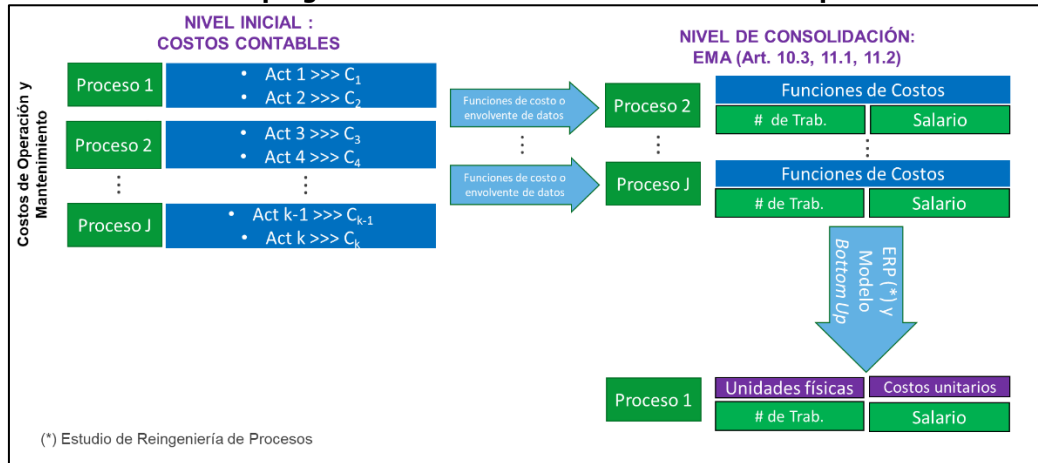 NIVEL INICIAL :
COSTOS CONTABLES
Costos de Operación y
Mantenimiento
Proceso 1
• Act 1 >>> C1
• Act 2 >>> C2
Proceso 2
• Act 3 >>> C3
• Act 4 >>> C4
⋮
⋮
Proceso J
• Act k-1 >>> Ck-1
• Act k >>> Ck
Funciones de costo o
envolvente de datos
⋮
Funciones de costo o
envolvente de datos
NIVEL DE CONSOLIDACIÓN:
EMA (Art. 10.3, 11.1, 11.2)
Proceso 2
Funciones de Costos
# de Trab.
Salario
⋮
⋮
Proceso J
Funciones de Costos
# de Trab.
Salario
ERP (*) y
Modelo
Bottom Up
Proceso 1
Unidades físicas
Costos unitarios
# de Trab.
Salario
(*) Estudio de Reingeniería de Procesos